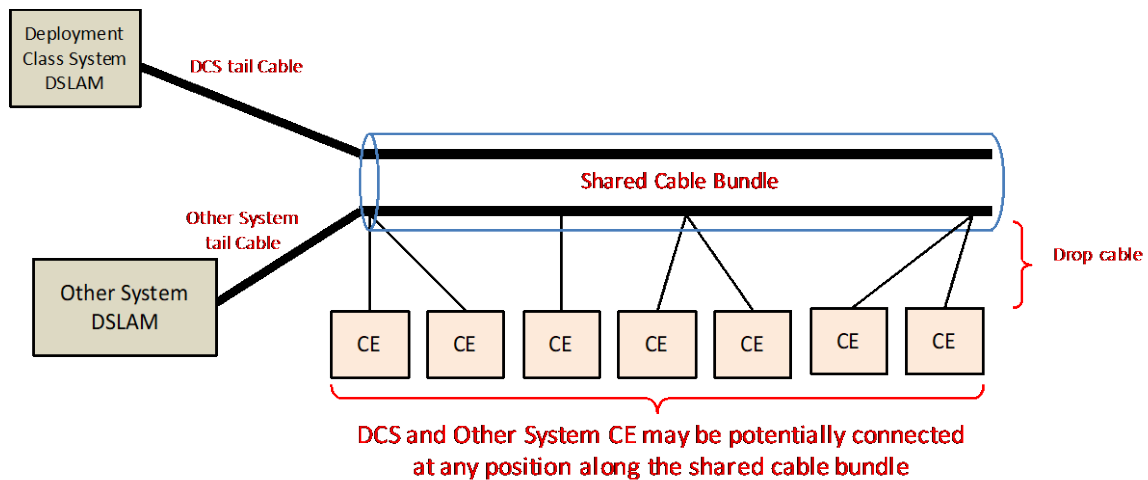 Deployment
Class System
DSLAM
DCS tail Cable
Shared Cable Bundle
Other System
tail Cable
Drop cable
Other System
DSLAM
CE
CE
CE
CE
CE
CE
CE
DCS and Other System CE may be potentially connected
at any position along the shared cable bundle